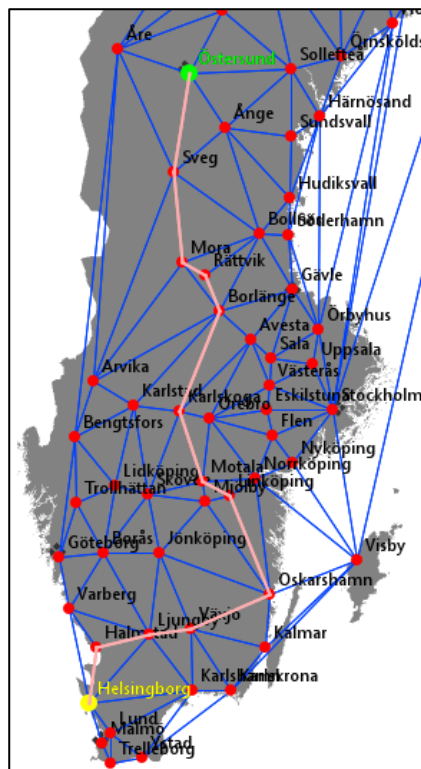 Åre
Östersund
Sollefteå
Örnskölds
Härnösand
Ånge
Sundsvall
Sveg
Hudiksvall
Bollnäs
Söderhamn
Mora
Rättvik
Gävle
Borlänge
Örbyhus
Avesta
Sala
Uppsala
Västerås
Arvika
Karlstad
Karlskoga
Eskilstuna
Stockholm
Örebro
Bengtsfors
Flen
Nyköping
Lidköping
Motala
Norrköping
Skövde
Linköping
Trollhättan
Mjölby
Göteborg
Borås
Jönköping
Visby
Oskarshamn
Varberg
Växjö
Ljungby
Halmstad
Kalmar
Helsingborg
Karlshamn
Karlskrona
Lund
Malmö
Ystad
Trelleborg